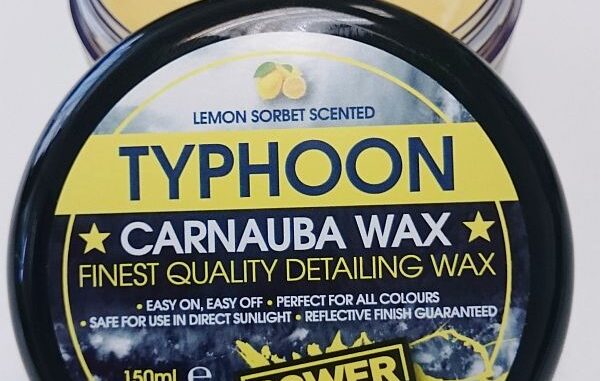 LEMON SORBET SCENTED
TYPHOON
★ CARNAUBA WAX ★
FINEST QUALITY DETAILING WAX
• EASY ON, EASY OFF • PERFECT FOR ALL COLOURS
• SAFE FOR USE IN DIRECT SUNLIGHT • REFLECTIVE FINISH GUARANTEED
150ml ℮
POWER